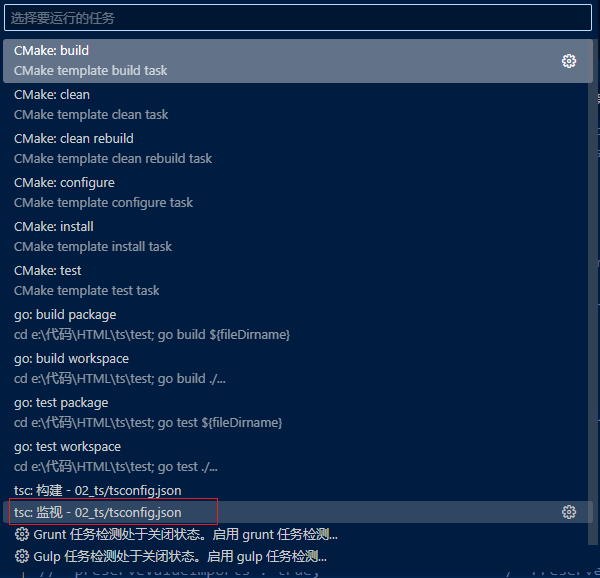 选择要运行的任务
CMake: build
CMake template build task
CMake: clean
CMake template clean task
CMake: clean rebuild
CMake template clean rebuild task
CMake: configure
CMake template configure task
CMake: install
CMake template install task
CMake: test
CMake template test task
go: build package
cd e:\代码\HTML\ts\test; go build ${fileDirname}
go: build workspace
cd e:\代码\HTML\ts\test; go build ./...
go: test package
cd e:\代码\HTML\ts\test; go test ${fileDirname}
go: test workspace
cd e:\代码\HTML\ts\test; go test ./...
tsc: 构建 - 02_ts/tsconfig.json
tsc: 监视 - 02_ts/tsconfig.json
Grunt 任务检测处于关闭状态。启用 grunt 任务检测...
Gulp 任务检测处于关闭状态。启用 gulp 任务检测...